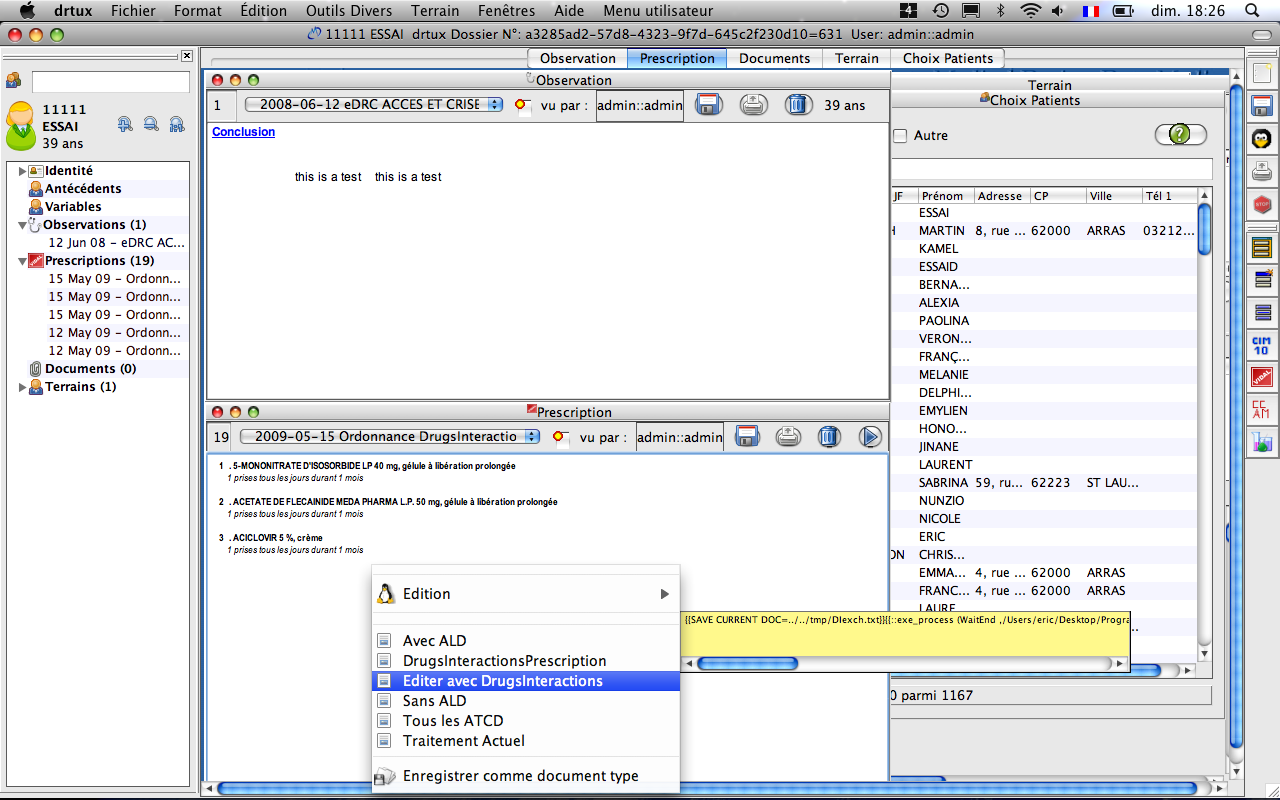 drtux Fichier Format Édition Outils Divers Terrain Fenêtres Aide Menu utilisateur 4 dim. 18:26
11111 ESSAI drtux Dossier N°: a3285ad2-57d8-4323-9f7d-645c2f230d10=631 User: admin::admin
Observation Prescription Documents Terrain Choix Patients
11111
ESSAI
39 ans
Identité
Antécédents
Variables
Observations (1)
12 Jun 08 - eDRC AC...
Prescriptions (19)
15 May 09 - Ordonn...
15 May 09 - Ordonn...
15 May 09 - Ordonn...
12 May 09 - Ordonn...
12 May 09 - Ordonn...
Documents (0)
Terrains (1)
Observation
1 2008-06-12 eDRC ACCES ET CRISE vu par : admin::admin 39 ans
Conclusion
this is a test this is a test
Prescription
19 2009-05-15 Ordonnance DrugsInteractio vu par : admin::admin
1 . 5-MONONITRATE D'ISOSORBIDE LP 40 mg, gélule à libération prolongée
1 prises tous les jours durant 1 mois
2 . ACETATE DE FLECAINIDE MEDA PHARMA L.P. 50 mg, gélule à libération prolongée
1 prises tous les jours durant 1 mois
3 . ACICLOVIR 5 %, crème
1 prises tous les jours durant 1 mois
Edition
Avec ALD
DrugsInteractionsPrescription
Editer avec DrugsInteractions
Sans ALD
Tous les ATCD
Traitement Actuel
Enregistrer comme document type
{{SAVE CURRENT DOC=../../tmp/DIexch.txt}}{{::exe_process (WaitEnd ,/Users/eric/Desktop/Progra
Terrain
Choix Patients
Autre
?
JF Prénom Adresse CP Ville Tél 1
ESSAI
H MARTIN 8, rue ... 62000 ARRAS 03212...
KAMEL
ESSAID
BERNA...
ALEXIA
PAOLINA
VERON...
FRANÇ...
MELANIE
DELPHI...
EMYLIEN
HONO...
JINANE
LAURENT
SABRINA 59, ru... 62223 ST LAU...
NUNZIO
NICOLE
ERIC
ON CHRIS...
EMMA... 4, rue ... 62000 ARRAS
FRANC... 4, rue ... 62000 ARRAS
LAURE
0 parmi 1167
STOP
CIM
10
VIDAL
CC
AM